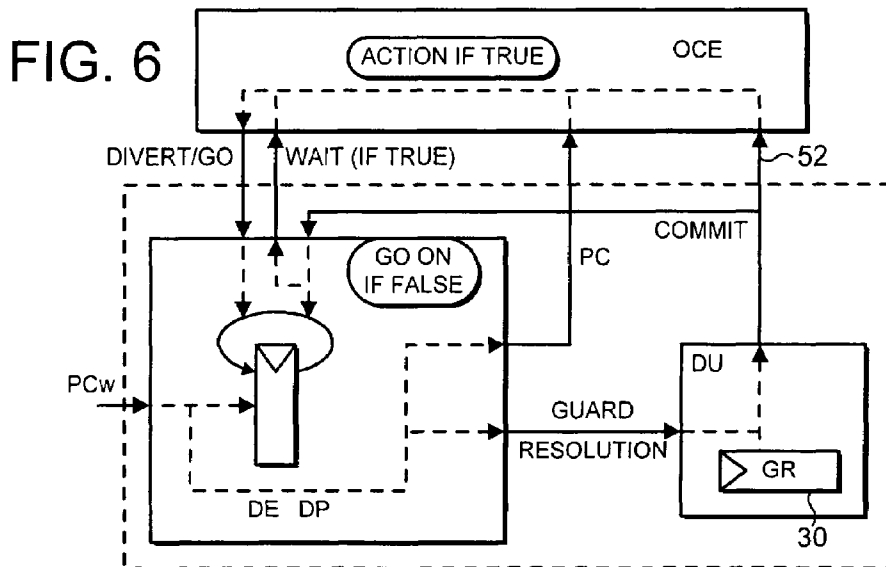 FIG. 6
ACTION IF TRUE
OCE
DIVERT/GO
WAIT (IF TRUE)
52
COMMIT
GO ON
IF FALSE
PC
PCw
DU
GUARD
RESOLUTION
GR
DE DP
30